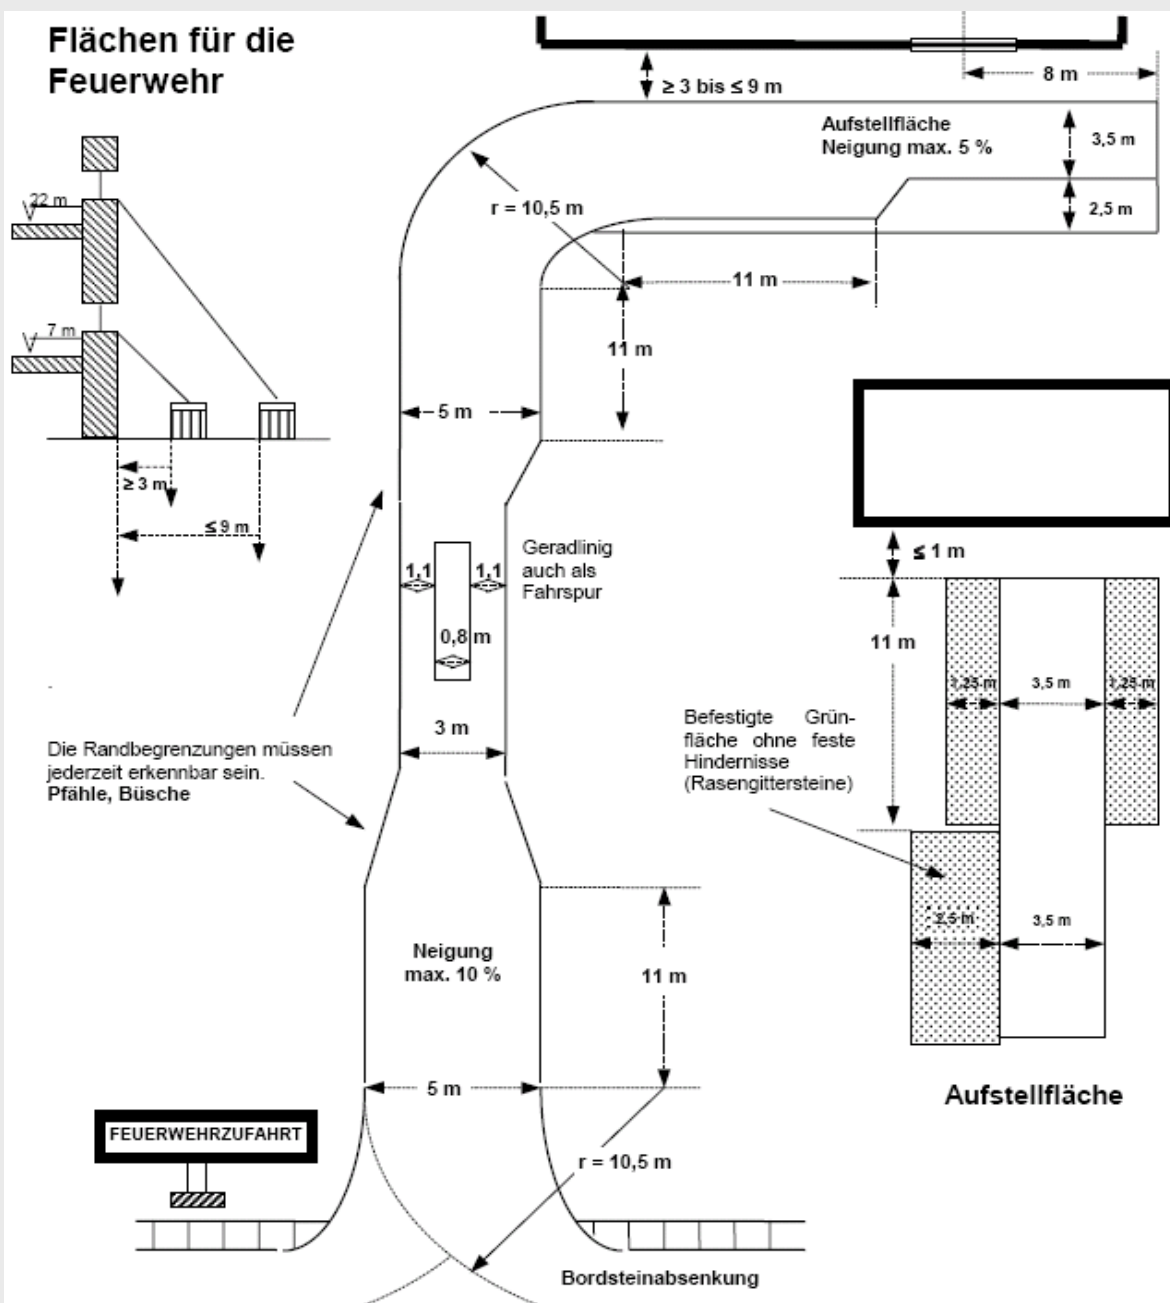 Flächen für die
Feuerwehr
8 m
≥ 3 bis ≤ 9 m
Aufstellfläche
Neigung max. 5 %
3,5 m
2,5 m
r = 10,5 m
22 m
7 m
11 m
11 m
5 m
≥ 3 m
≤ 9 m
≤ 1 m
Geradlinig
auch als
Fahrspur
1,1
1,1
0,8 m
11 m
1,25 m
3,5 m
1,25 m
3 m
Befestigte Grün-
fläche ohne feste
Hindernisse
(Rasengittersteine)
Die Randbegrenzungen müssen
jederzeit erkennbar sein.
Pfähle, Büsche
2,5 m
3,5 m
Neigung
max. 10 %
11 m
5 m
Aufstellfläche
FEUERWEHRZUFAHRT
r = 10,5 m
Bordsteinabsenkung